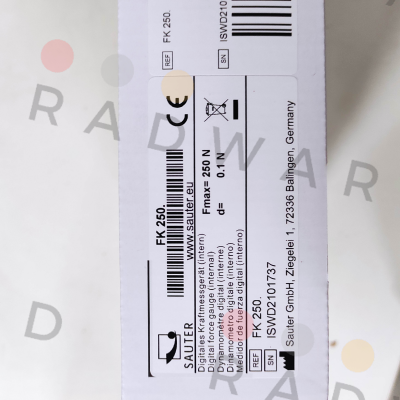 REF FK 250.
SN ISWD210
FK 250.
www.sauter.eu
CE
Fmax= 250 N
d= 0.1 N
SAUTER
Digitales Kraftmessgerät (intern)
Digital force gauge (internal)
Dynamomètre digital (interne)
Dinamometro digitale (interno)
Medidor de fuerza digital (interno)
REF FK 250.
SN ISWD2101737
Sauter GmbH, Ziegelei 1, 72336 Balingen, Germany
RADWAR
D